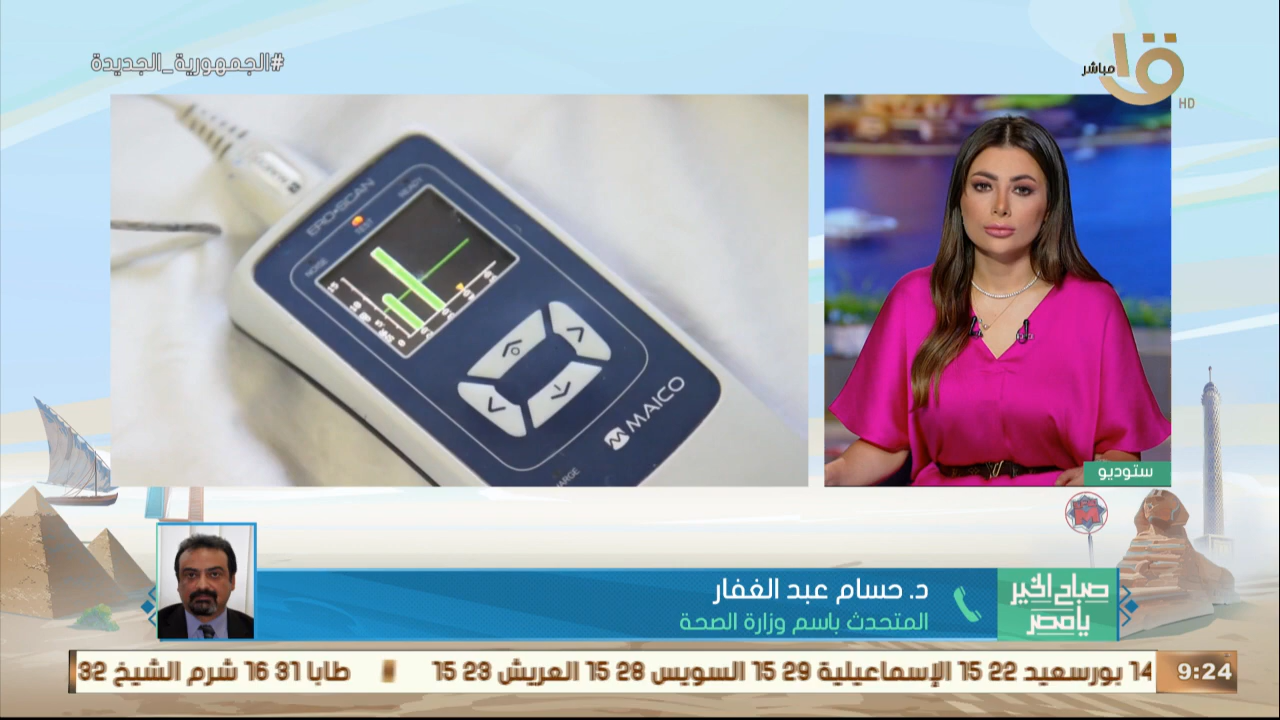 #الجمهورية_الجديدة
مباشر
HD
ERO•SCAN
READY
TEST
NOISE
MAICO
ستوديو
د. حسام عبد الغفار
المتحدث باسم وزارة الصحة
صباح الخير
يا مصر
9:24
14 بورسعيد 22 15 الإسماعيلية 29 15 السويس 28 15 العريش 23 15 طابا 31 16 شرم الشيخ 32